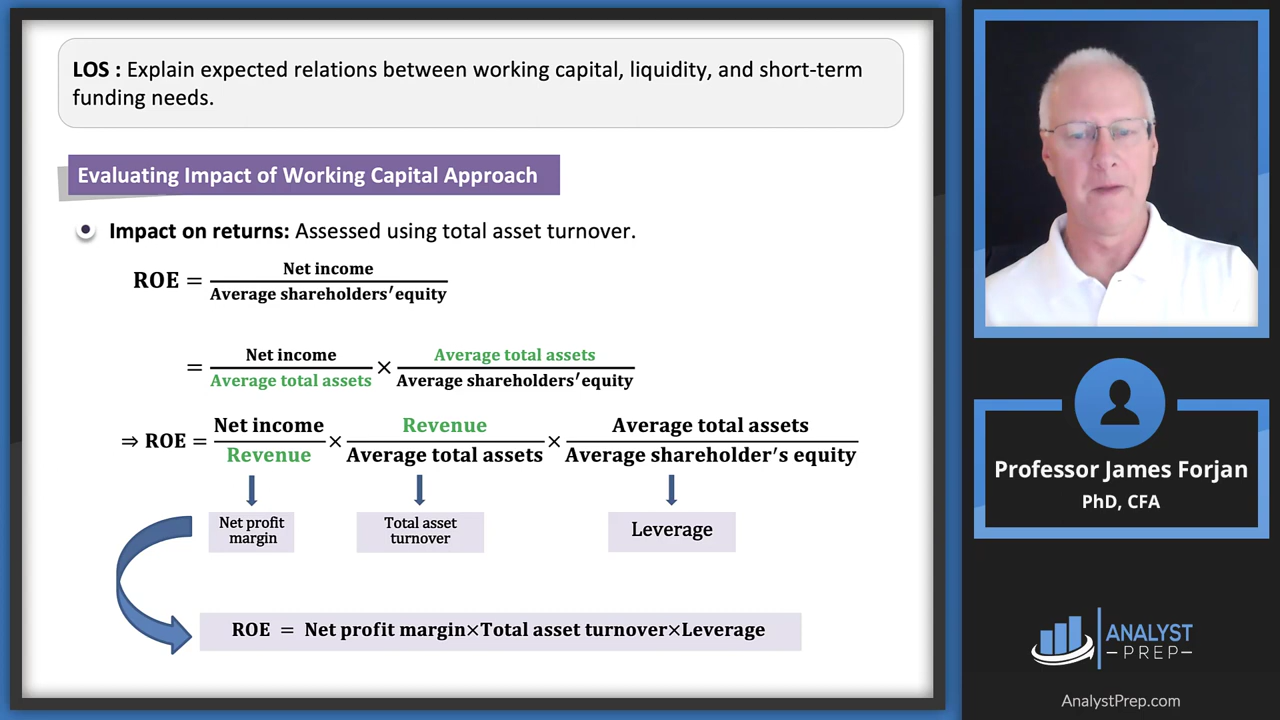 LOS : Explain expected relations between working capital, liquidity, and short-term
funding needs.
Evaluating Impact of Working Capital Approach
Impact on returns: Assessed using total asset turnover.
ROE = Net income / Average shareholders′equity
= Net income / Average total assets × Average total assets / Average shareholders′equity
⇒ ROE = Net income / Revenue × Revenue / Average total assets × Average total assets / Average shareholder′s equity
Net profit
margin
Total asset
turnover
Leverage
ROE = Net profit margin×Total asset turnover×Leverage
Professor James Forjan
PhD, CFA
ANALYST
PREP
AnalystPrep.com